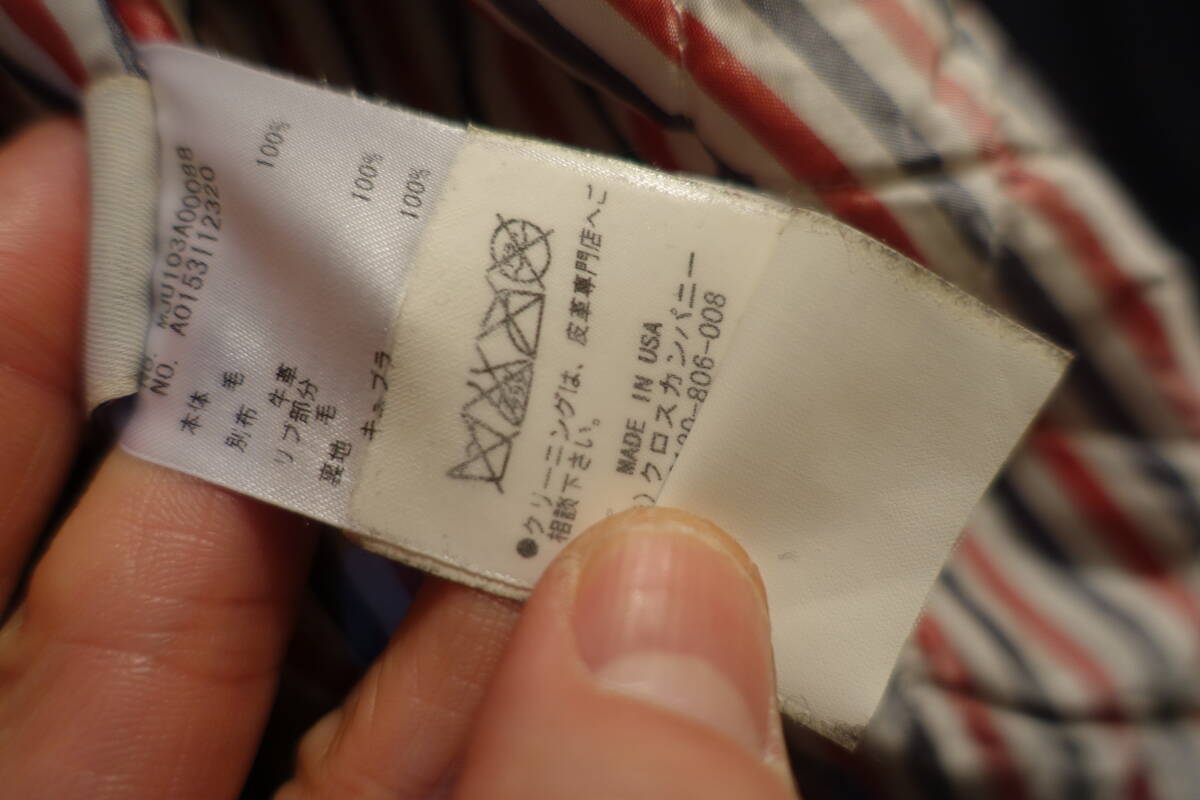 NO. MJU103A00088
NO. A0153112320
本体 毛 100%
別布
牛革 100%
リブ部分
毛 100%
裏地
キュプラ
●クリーニングは、皮革専門店へご
相談下さい。
MADE IN USA
クロスカンパニー
806-008